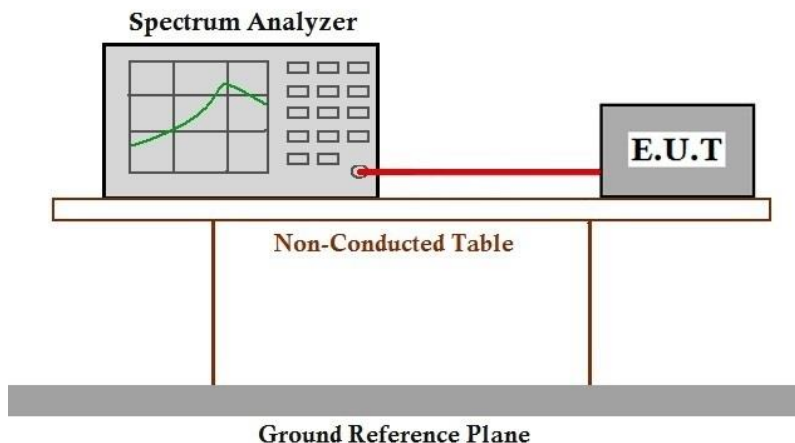 Spectrum Analyzer
E.U.T
Non-Conducted Table
Ground Reference Plane